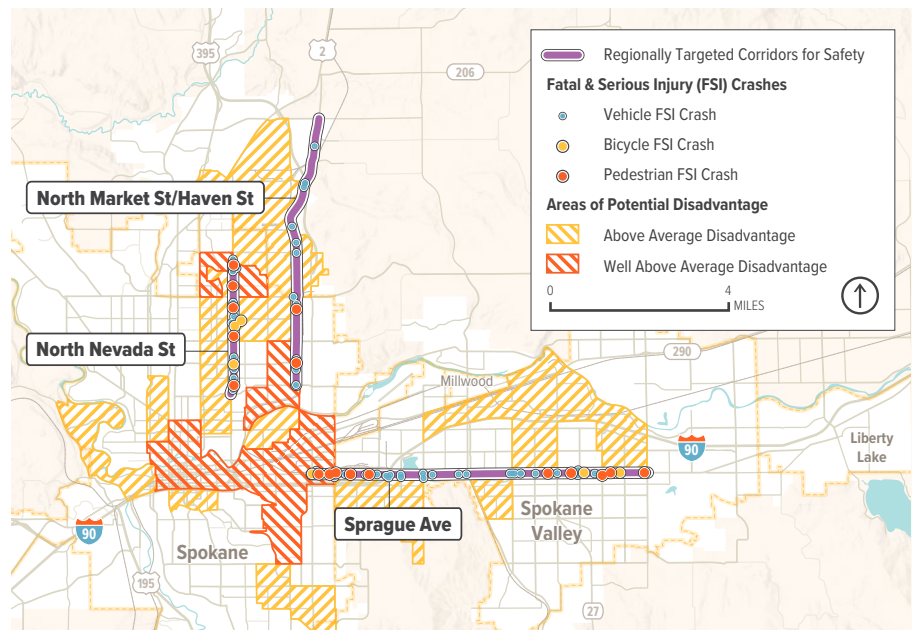 395
2
206
Regionally Targeted Corridors for Safety
Fatal & Serious Injury (FSI) Crashes
Vehicle FSI Crash
Bicycle FSI Crash
Pedestrian FSI Crash
Areas of Potential Disadvantage
Above Average Disadvantage
Well Above Average Disadvantage
0 4
MILES
North Market St/Haven St
North Nevada St
290
Millwood
90
Liberty
Lake
Sprague Ave
Spokane
Valley
90
Spokane
195
27